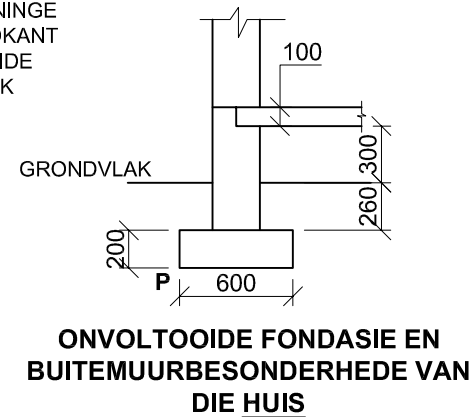 NINGE
OKANT
IDE
K
100
GRONDVLAK
300
260
200
P
600
ONVOLTOOIDE FONDASIE EN
BUITEMUURBESONDERHEDE VAN
DIE HUIS